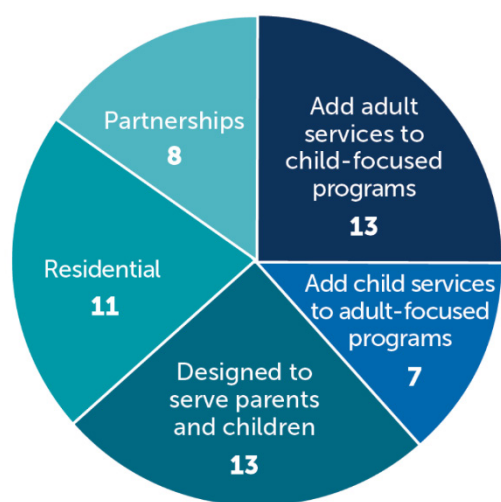 Add adult
services to
child-focused
programs
13
Add child services
to adult-focused
programs
7
Designed to
serve parents
and children
13
Residential
11
Partnerships
8